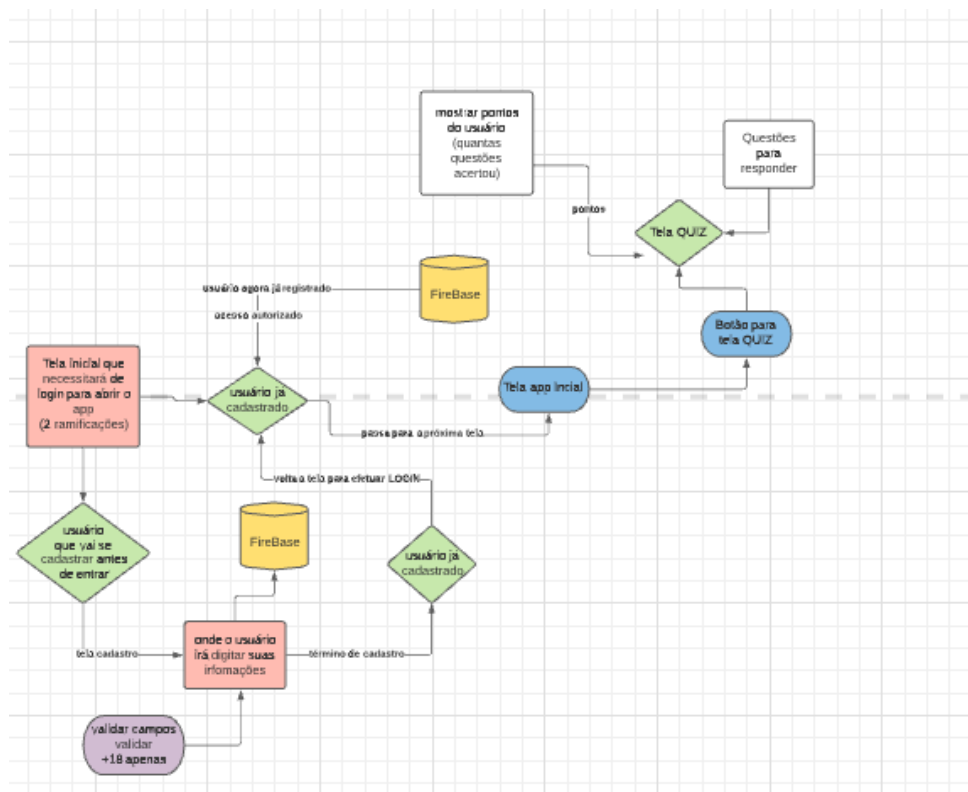 mostrar pontos
do usuário
(quantas
questões
acertou)
Questões
para
responder
pontos
Tela QUIZ
usuário agora já registrado
FireBase
acesso autorizado
Botão para
tela QUIZ
Tela inicial que
necessitará de
login para abrir o
app
(2 ramificações)
usuário já
cadastrado
Tela app Incial
passa para a próxima tela
volta a tela para efetuar LOGIN
usuário
que vai se
cadastrar antes
de entrar
FireBase
usuário já
cadastrado
tela cadastro
onde o usuário
irá digitar suas
irfomações
término de cadastro
validar campos
validar
+18 apenas